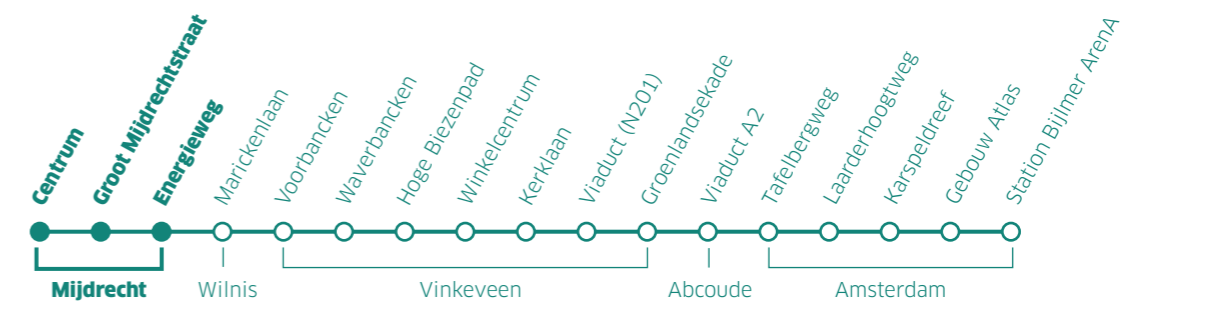 Centrum
Groot Mijdrechtstraat
Energieweg
Marickenlaan
Voorbancken
Waverbancken
Hoge Biezenpad
Winkelcentrum
Kerklaan
Viaduct (N201)
Groenlandsekade
Viaduct A2
Tafelbergweg
Laarderhoogtweg
Karspeldreef
Gebouw Atlas
Station Bijlmer ArenA
Mijdrecht
Wilnis
Vinkeveen
Abcoude
Amsterdam